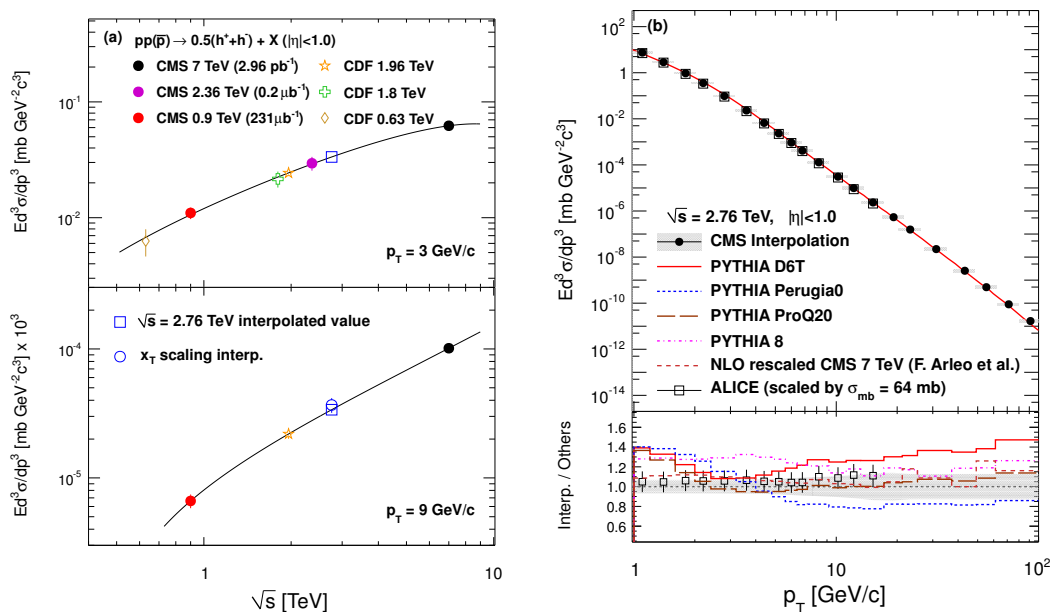 (a) pp(p̅)→ 0.5(h⁺+h⁻) + X (|η|<1.0)
CMS 7 TeV (2.96 pb⁻¹)
CMS 2.36 TeV (0.2 μb⁻¹)
CMS 0.9 TeV (231μb⁻¹)
CDF 1.96 TeV
CDF 1.8 TeV
CDF 0.63 TeV
Ed³σ/dp³ [mb GeV⁻²c³]
10⁻¹
10⁻²
p_T = 3 GeV/c
Ed³σ/dp³ [mb GeV⁻²c³] x 10³
10⁻⁴
10⁻⁵
√s = 2.76 TeV interpolated value
x_T scaling interp.
p_T = 9 GeV/c
1
10
√s [TeV]
(b)
Ed³σ/dp³ [mb GeV⁻²c³]
10²
1
10⁻²
10⁻⁴
10⁻⁶
10⁻⁸
10⁻¹⁰
10⁻¹²
10⁻¹⁴
√s = 2.76 TeV, |η|<1.0
CMS Interpolation
PYTHIA D6T
PYTHIA Perugia0
PYTHIA ProQ20
PYTHIA 8
NLO rescaled CMS 7 TeV (F. Arleo et al.)
ALICE (scaled by σ_mb = 64 mb)
Interp. / Others
1.6
1.4
1.2
1.0
0.8
0.6
1
10
10²
p_T [GeV/c]